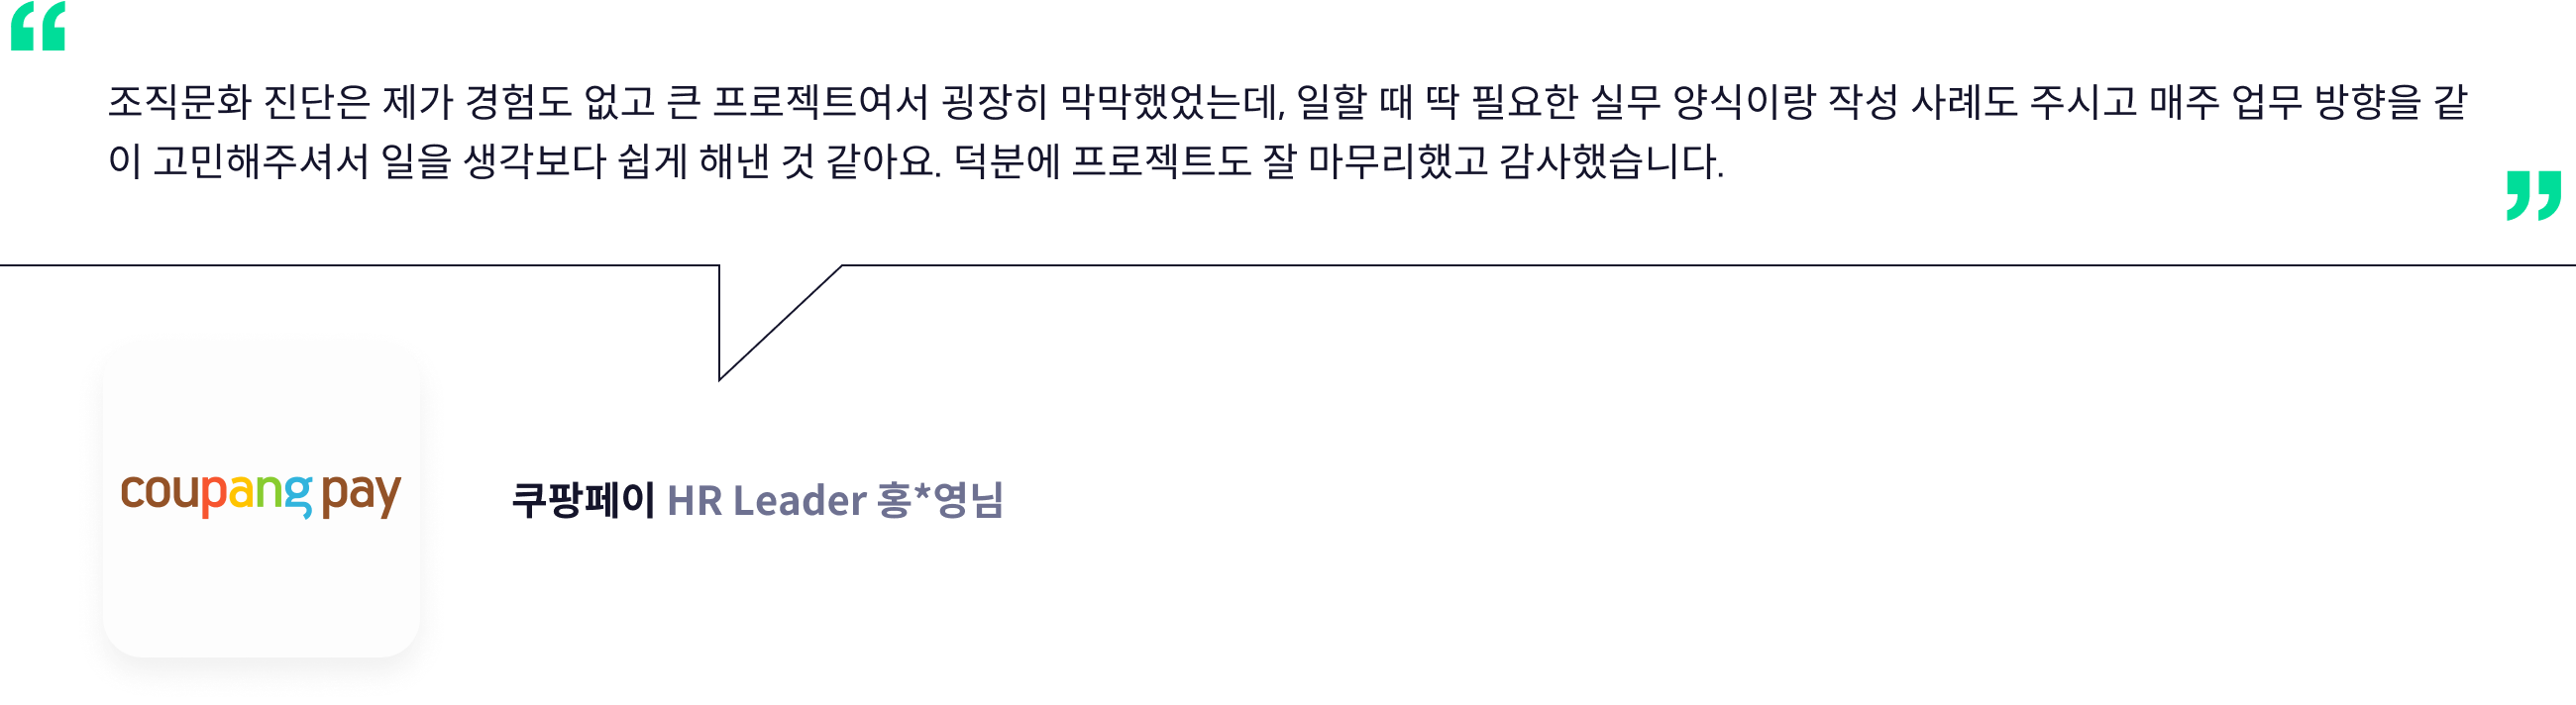 “
조직문화 진단은 제가 경험도 없고 큰 프로젝트여서 굉장히 막막했었는데, 일할 때 딱 필요한 실무 양식이랑 작성 사례도 주시고 매주 업무 방향을 같
이 고민해주셔서 일을 생각보다 쉽게 해낸 것 같아요. 덕분에 프로젝트도 잘 마무리했고 감사했습니다.
”
coupang pay
쿠팡페이 HR Leader 홍*영님